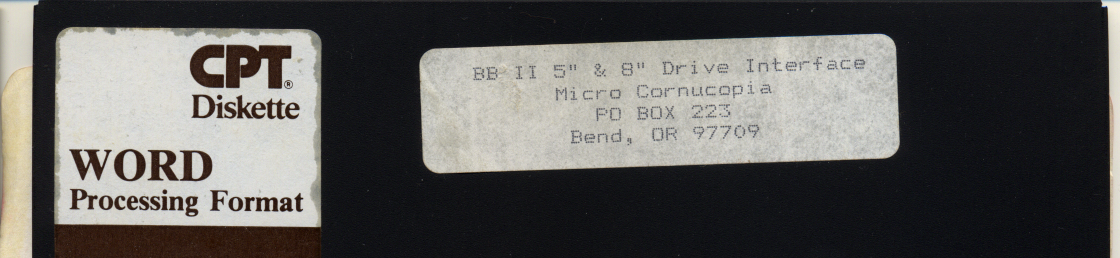 CPT®
Diskette
WORD
Processing Format
BB II 5" & 8" Drive Interface
Micro Cornucopia
PO BOX 223
Bend, OR 97709